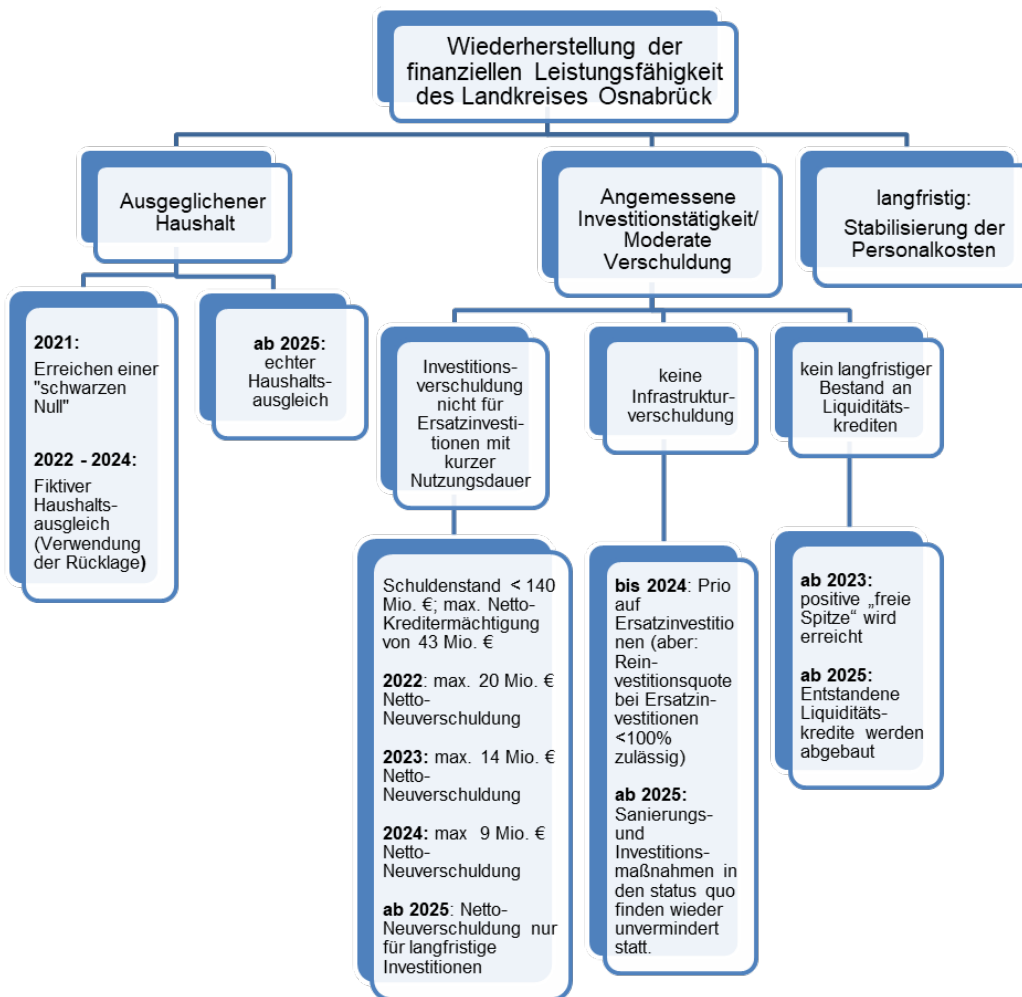 Wiederherstellung der
finanziellen Leistungsfähigkeit
des Landkreises Osnabrück
Ausgeglichener
Haushalt
2021:
Erreichen einer
"schwarzen
Null"
2022 - 2024:
Fiktiver
Haushalts-
ausgleich
(Verwendung
der Rücklage)
ab 2025:
echter
Haushalts-
ausgleich
Angemessene
Investitionstätigkeit/
Moderate
Verschuldung
Investitions-
verschuldung
nicht für
Ersatzinvesti-
tionen mit
kurzer
Nutzungsdauer
Schuldenstand < 140
Mio. €; max. Netto-
Kreditermächtigung
von 43 Mio. €
2022: max. 20 Mio. €
Netto-
Neuverschuldung
2023: max. 14 Mio. €
Netto-
Neuverschuldung
2024: max 9 Mio. €
Netto-
Neuverschuldung
ab 2025: Netto-
Neuverschuldung nur
für langfristige
Investitionen
keine
Infrastruktur-
verschuldung
bis 2024: Prio
auf
Ersatzinvestiti
onen (aber:
Rein-
vestitionsquote
bei Ersatzin-
vestitionen
<100%
zulässig)
ab 2025:
Sanierungs-
und
Investitions-
maßnahmen in
den status quo
finden wieder
unvermindert
statt.
kein langfristiger
Bestand an
Liquiditäts-
krediten
ab 2023:
positive „freie
Spitze“ wird
erreicht
ab 2025:
Entstandene
Liquiditäts-
kredite werden
abgebaut
langfristig:
Stabilisierung der
Personalkosten